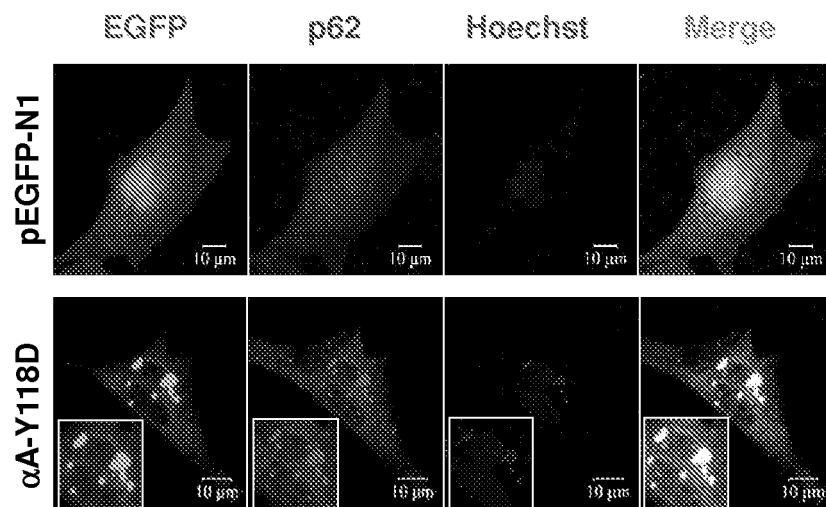 EGFP p62 Hoechst Merge
pEGFP-N1
10 µm 10 µm 10 µm 10 µm
αA-Y118D
10 µm 10 µm 10 µm 10 µm